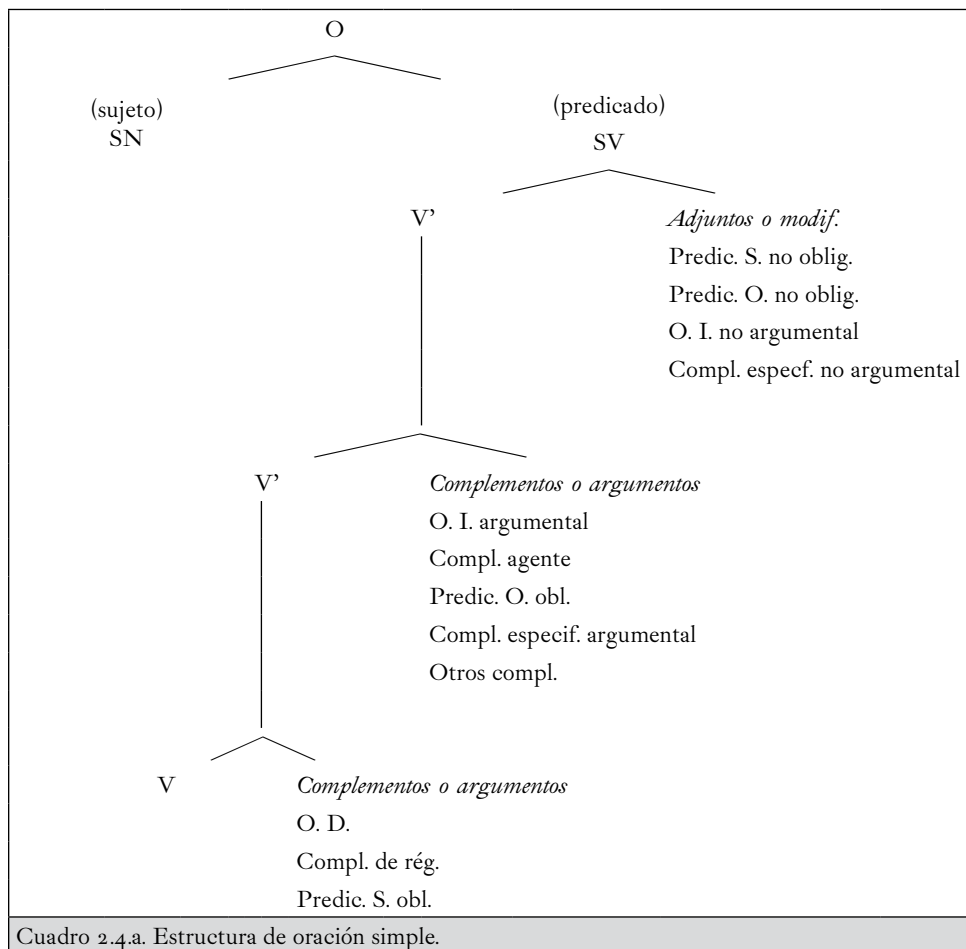 O
(sujeto)
SN
(predicado)
SV
V’
Adjuntos o modif.
Predic. S. no oblig.
Predic. O. no oblig.
O. I. no argumental
Compl. especf. no argumental
V’
Complementos o argumentos
O. I. argumental
Compl. agente
Predic. O. obl.
Compl. especif. argumental
Otros compl.
V
Complementos o argumentos
O. D.
Compl. de rég.
Predic. S. obl.
Cuadro 2.4.a. Estructura de oración simple.